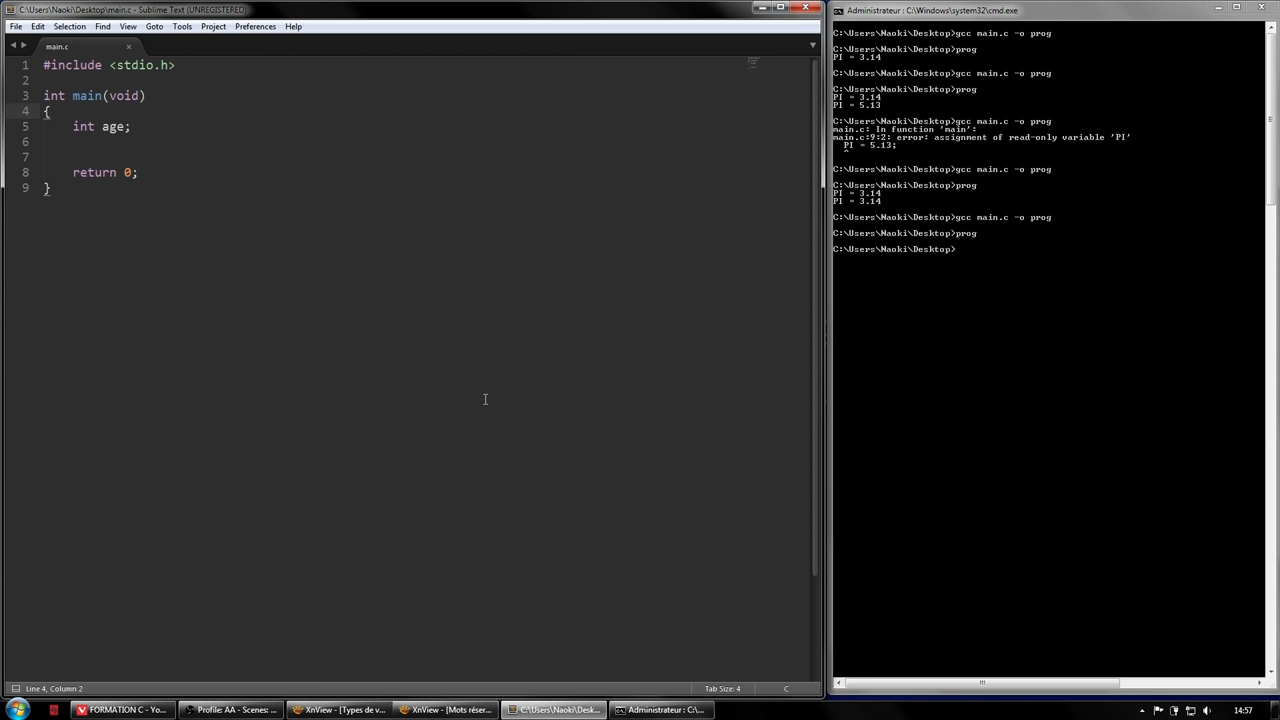 C:\Users\Naoki\Desktop\main.c - Sublime Text (UNREGISTERED)
File Edit Selection Find View Goto Tools Project Preferences Help
main.c
1 #include <stdio.h>
2
3 int main(void)
4 {
5 int age;
6
7
8 return 0;
9 }
Line 4, Column 2
Tab Size: 4
C
Administrateur : C:\Windows\system32\cmd.exe
C:\Users\Naoki\Desktop>gcc main.c -o prog
C:\Users\Naoki\Desktop>prog
PI = 3.14
C:\Users\Naoki\Desktop>gcc main.c -o prog
C:\Users\Naoki\Desktop>prog
PI = 3.14
PI = 5.13
C:\Users\Naoki\Desktop>gcc main.c -o prog
main.c: In function 'main':
main.c:9:2: error: assignment of read-only variable 'PI'
PI = 5.13;
^
C:\Users\Naoki\Desktop>gcc main.c -o prog
C:\Users\Naoki\Desktop>prog
PI = 3.14
PI = 3.14
C:\Users\Naoki\Desktop>gcc main.c -o prog
C:\Users\Naoki\Desktop>prog
C:\Users\Naoki\Desktop>
FORMATION C - Yo...
Profile: AA - Scenes: ...
XnView - [Types de v...
XnView - [Mots réser...
C:\Users\Naoki\Desk...
Administrateur : C:\...
14:57